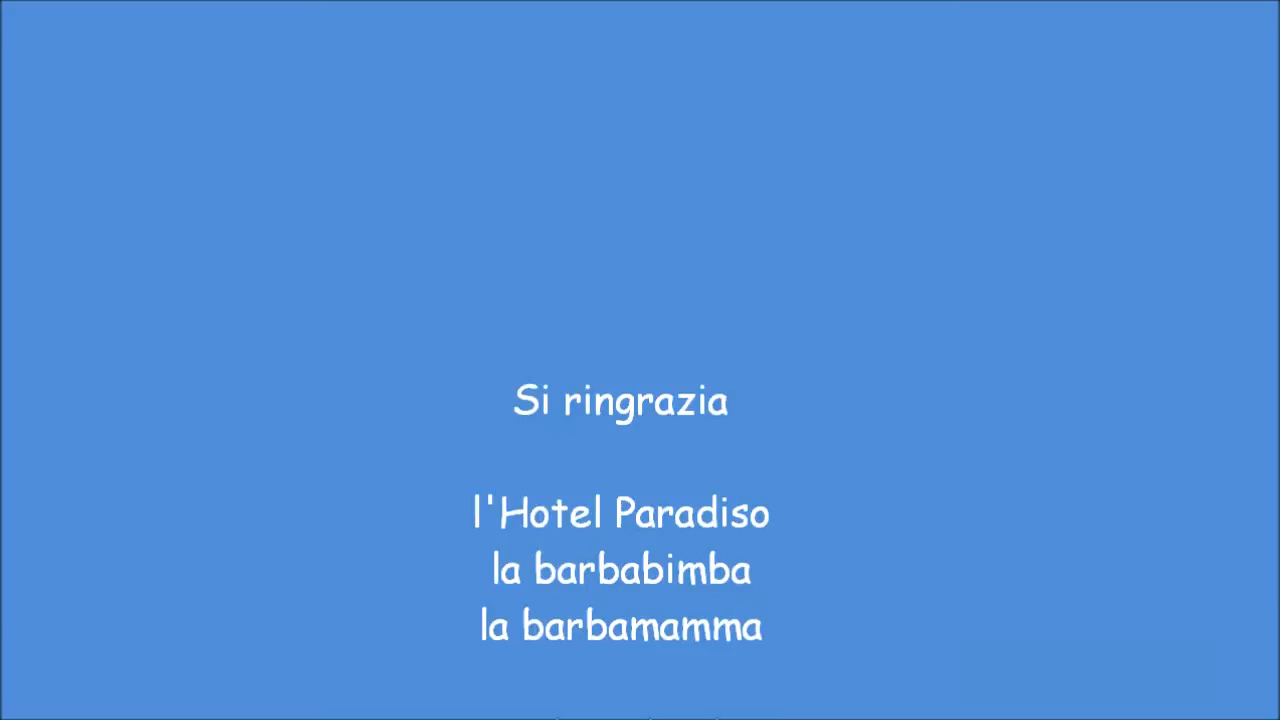 Si ringrazia
l'Hotel Paradiso
la barbabimba
la barbamamma